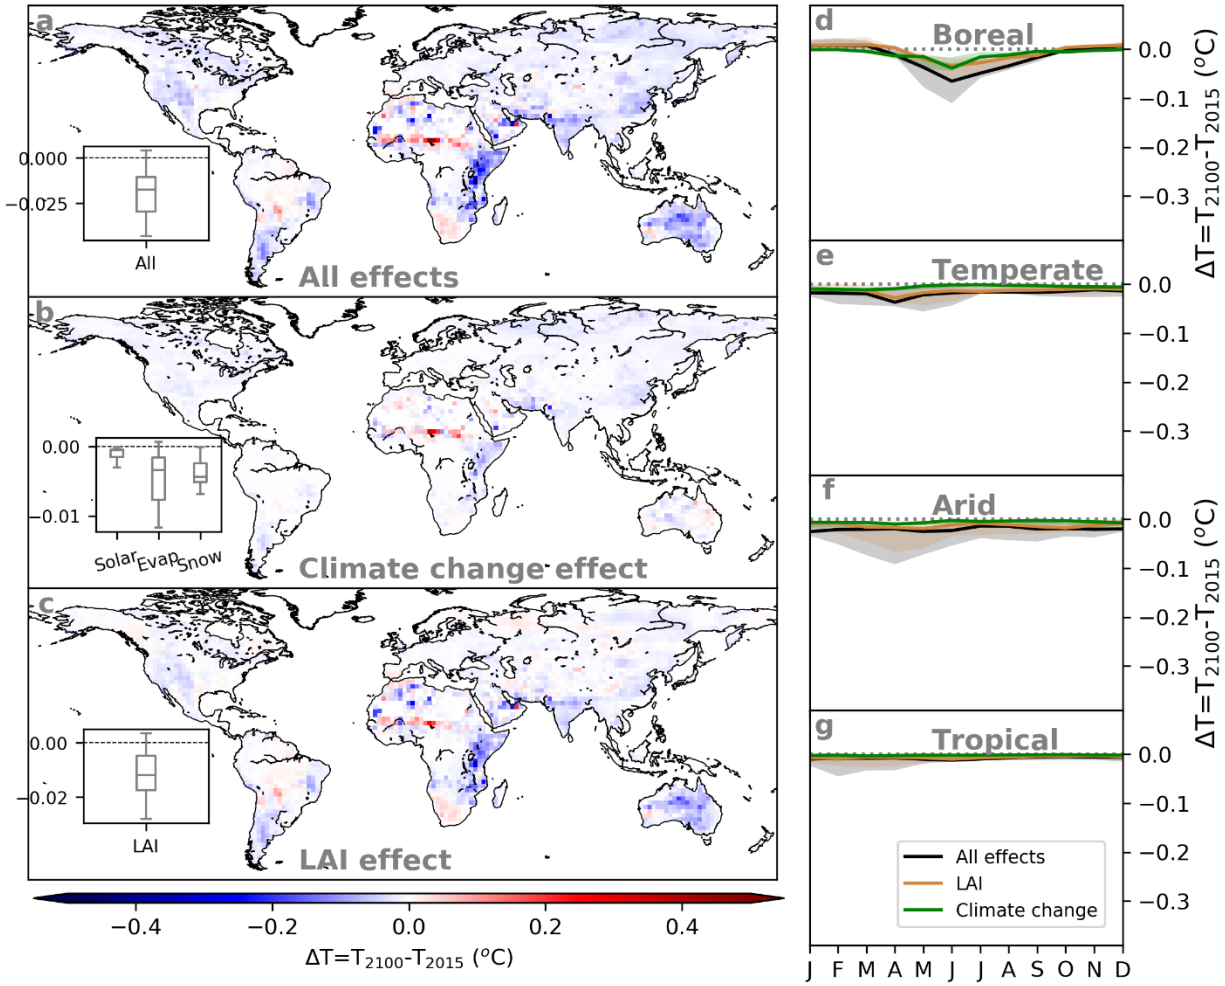 a
0.000
−0.025
All
All effects
b
0.00
−0.01
Solar Evap Snow
Climate change effect
c
0.00
−0.02
LAI
LAI effect
−0.4 −0.2 0.0 0.2 0.4
ΔT=T2100-T2015 (°C)
d Boreal
0.0
−0.1
−0.2
−0.3
ΔT=T2100-T2015 (°C)
e Temperate
0.0
−0.1
−0.2
−0.3
f Arid
0.0
−0.1
−0.2
−0.3
ΔT=T2100-T2015 (°C)
g Tropical
0.0
−0.1
−0.2
−0.3
All effects
LAI
Climate change
J F M A M J J A S O N D